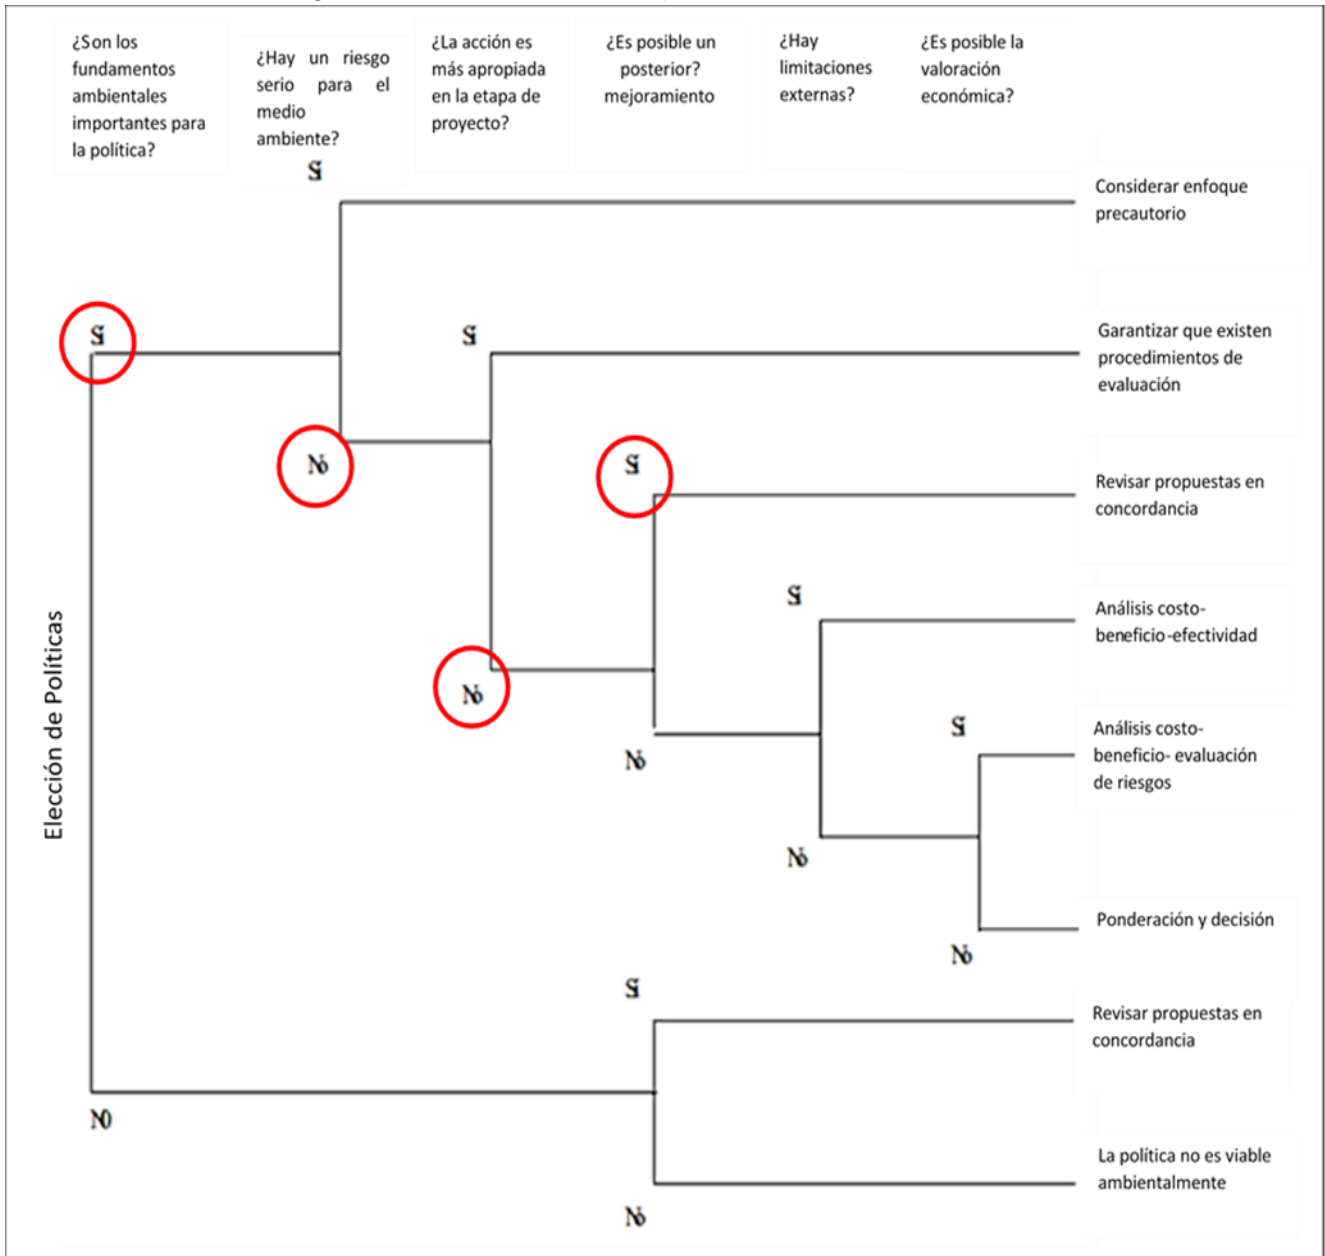 ¿Son los
fundamentos
ambientales
importantes para
la política?
¿Hay un riesgo
serio para el
medio
ambiente?
¿La acción es
más apropiada
en la etapa de
proyecto?
¿Es posible un
posterior?
mejoramiento
¿Hay
limitaciones
externas?
¿Es posible la
valoración
económica?
Si
Considerar enfoque
precautorio
Si
Si
Garantizar que existen
procedimientos de
evaluación
No
Si
Revisar propuestas en
concordancia
Si
Análisis costo-
beneficio-efectividad
No
Si
Análisis costo-
beneficio- evaluación
de riesgos
No
No
Ponderación y decisión
No
Elección de Políticas
Si
Revisar propuestas en
concordancia
NO
La política no es viable
ambientalmente
No